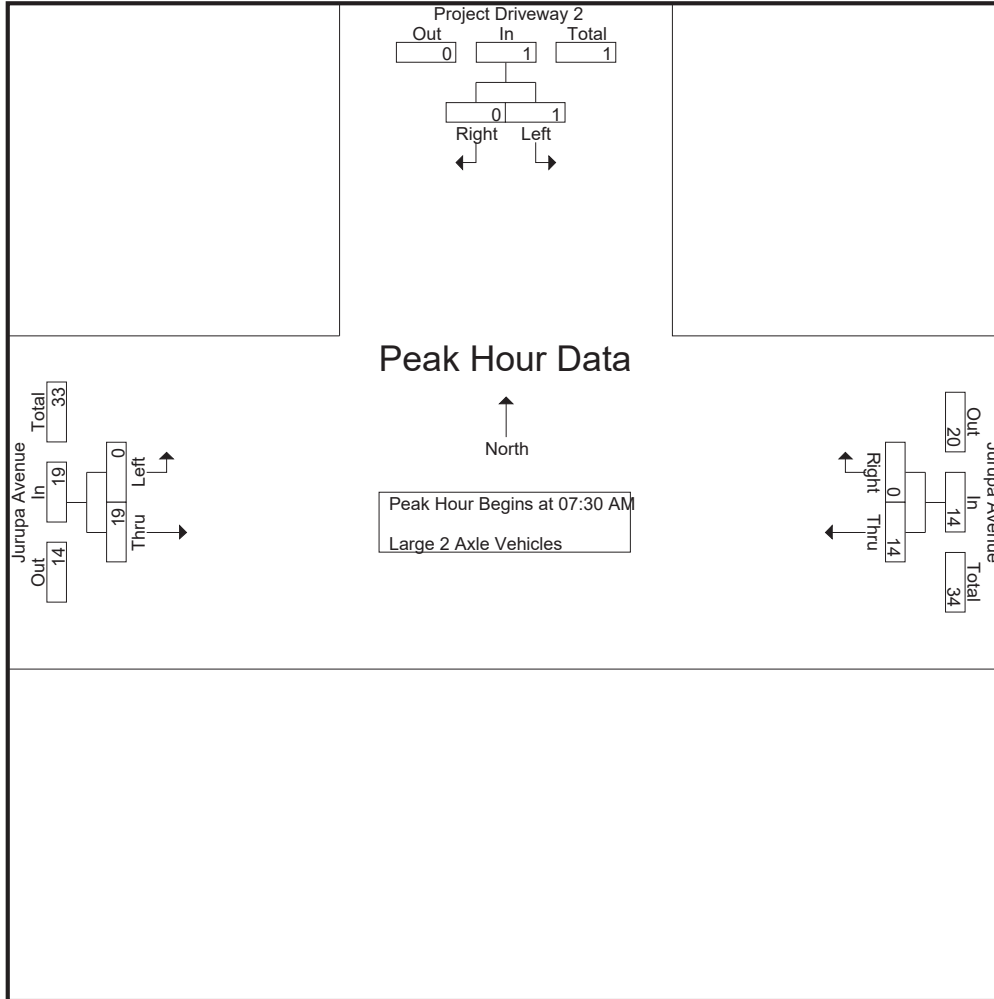 Project Driveway 2
Out In Total
0 1 1
0 1
Right Left
Peak Hour Data
North
Peak Hour Begins at 07:30 AM
Large 2 Axle Vehicles
Jurupa Avenue
Out In Total
14 19 33
Left Thru
0 19
Jurupa Avenue
Out In Total
20 14 34
Right Thru
0 14